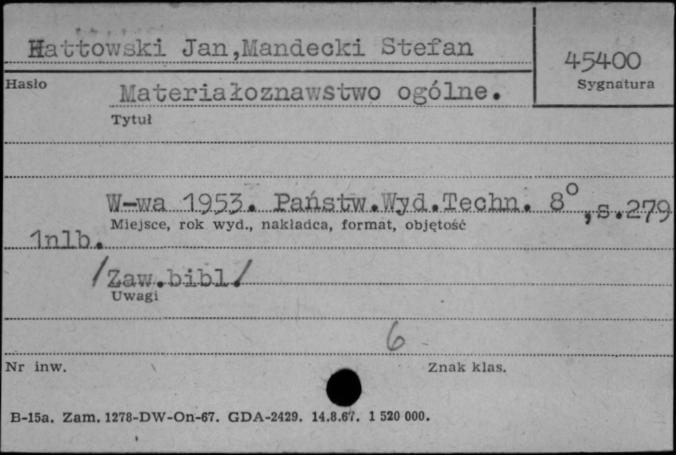 Hattowski Jan,Mandecki Stefan
45400
Hasło
Sygnatura
Materiałoznawstwo ogólne.
Tytuł
W-wa 1953. Państw.Wyd.Techn. 8°,s.279
Miejsce, rok wyd., nakładca, format, objętość
1nlb.
/Zaw.bibl/
Uwagi
6
Nr inw.
Znak klas.
B-15a. Zam. 1278-DW-On-67. GDA-2429. 14.8.67. 1 520 000.